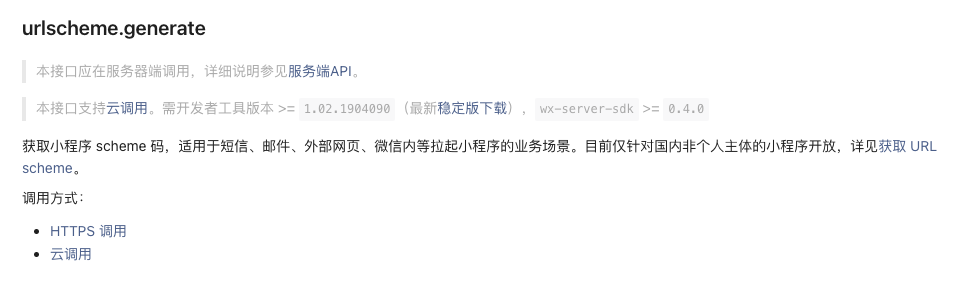 urlscheme.generate
本接口应在服务器端调用，详细说明参见服务端API。
本接口支持云调用。需开发者工具版本 >= 1.02.1904090（最新稳定版下载），wx-server-sdk >= 0.4.0
获取小程序 scheme 码，适用于短信、邮件、外部网页、微信内等拉起小程序的业务场景。目前仅针对国内非个人主体的小程序开放，详见获取 URL
scheme。
调用方式：
HTTPS 调用
云调用